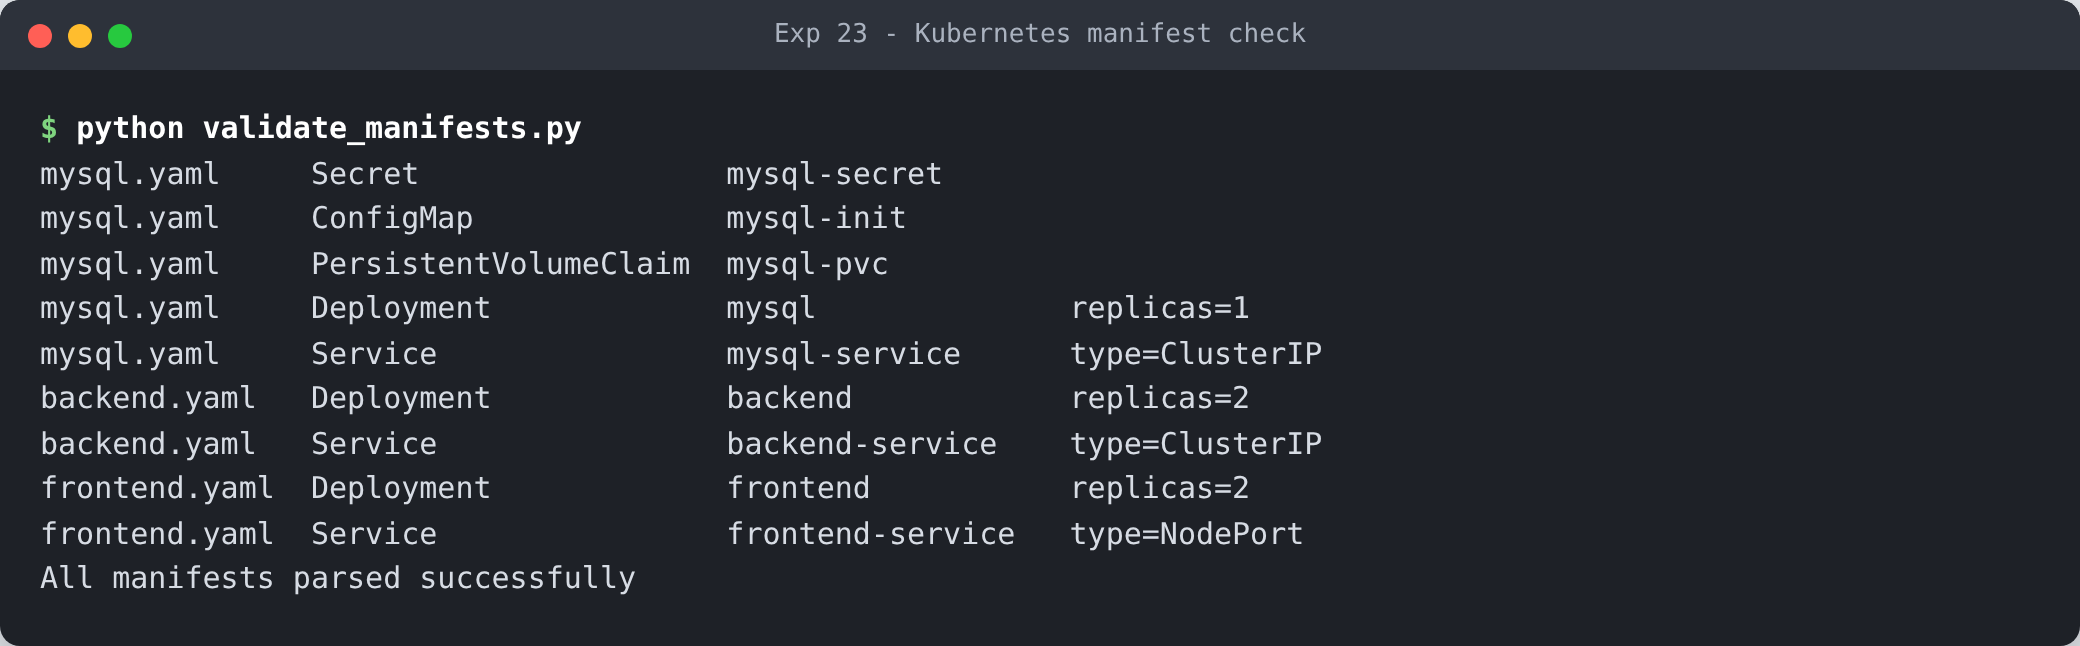 Exp 23 - Kubernetes manifest check
$ python validate_manifests.py
mysql.yaml     Secret                 mysql-secret
mysql.yaml     ConfigMap              mysql-init
mysql.yaml     PersistentVolumeClaim  mysql-pvc
mysql.yaml     Deployment             mysql              replicas=1
mysql.yaml     Service                mysql-service      type=ClusterIP
backend.yaml   Deployment             backend            replicas=2
backend.yaml   Service                backend-service    type=ClusterIP
frontend.yaml  Deployment             frontend           replicas=2
frontend.yaml  Service                frontend-service   type=NodePort
All manifests parsed successfully